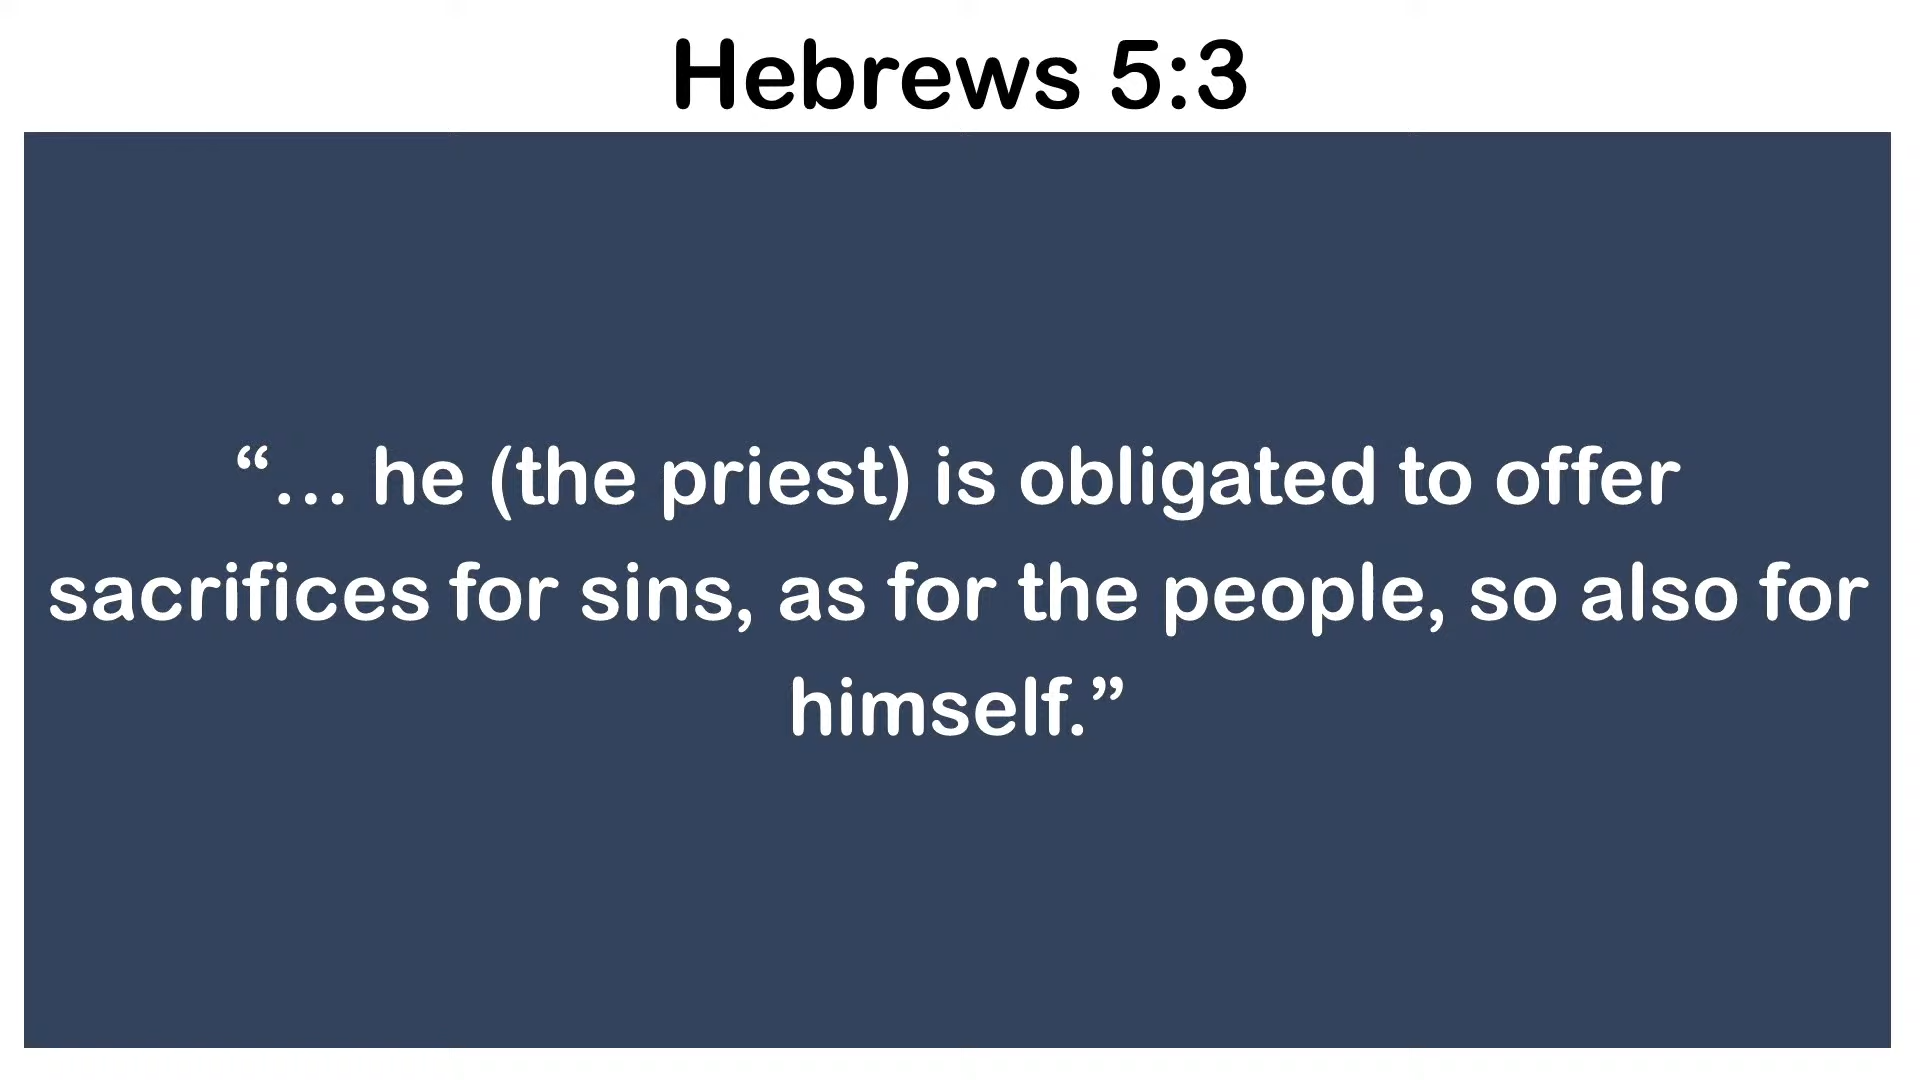 Hebrews 5:3
“… he (the priest) is obligated to offer
sacrifices for sins, as for the people, so also for
himself.”